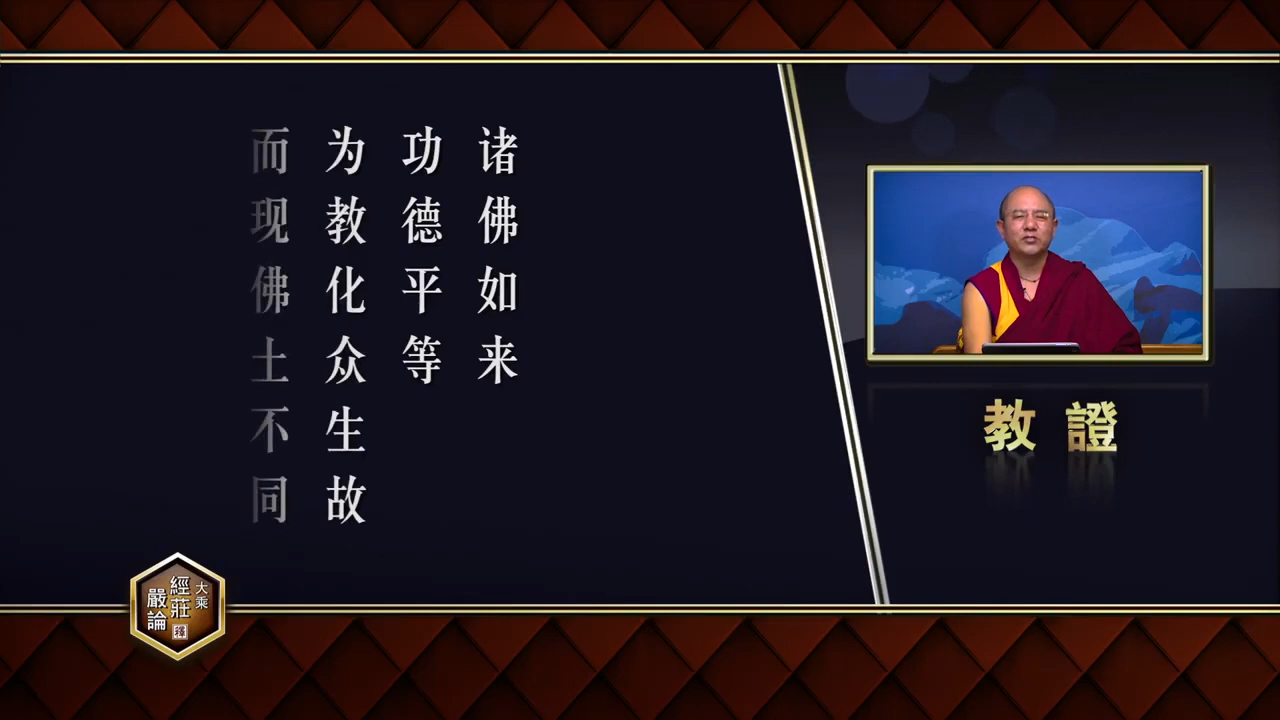 诸佛如来
功德平等
为教化众生故
而现佛土不同
教證
大乘
經莊
嚴論